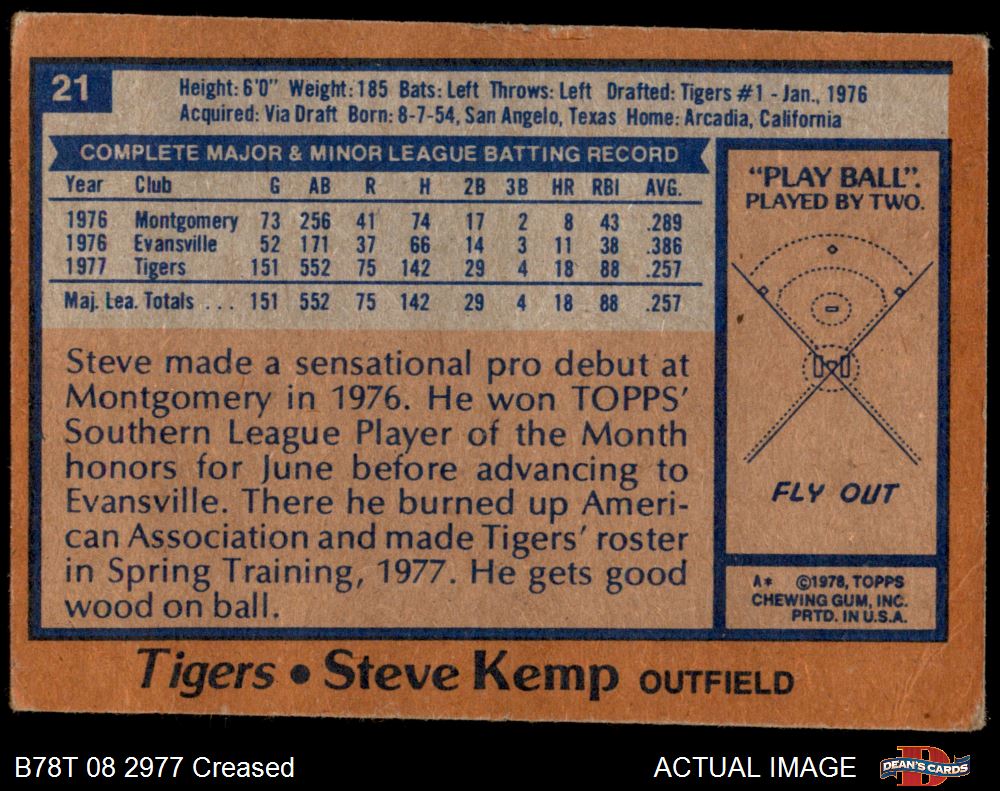 21
Height: 6'0" Weight: 185 Bats: Left Throws: Left Drafted: Tigers #1 - Jan., 1976
Acquired: Via Draft Born: 8-7-54, San Angelo, Texas Home: Arcadia, California
COMPLETE MAJOR & MINOR LEAGUE BATTING RECORD
Year Club G AB R H 2B 3B HR RBI AVG.
1976 Montgomery 73 256 41 74 17 2 8 43 .289
1976 Evansville 52 171 37 66 14 3 11 38 .386
1977 Tigers 151 552 75 142 29 4 18 88 .257
Maj. Lea. Totals ... 151 552 75 142 29 4 18 88 .257
Steve made a sensational pro debut at
Montgomery in 1976. He won TOPPS'
Southern League Player of the Month
honors for June before advancing to
Evansville. There he burned up Ameri-
can Association and made Tigers' roster
in Spring Training, 1977. He gets good
wood on ball.
"PLAY BALL".
PLAYED BY TWO.
FLY OUT
A* ©1978, TOPPS
CHEWING GUM, INC.
PRTD. IN U.S.A.
Tigers • Steve Kemp OUTFIELD
B78T 08 2977 Creased
ACTUAL IMAGE
D
DEAN'S CARDS